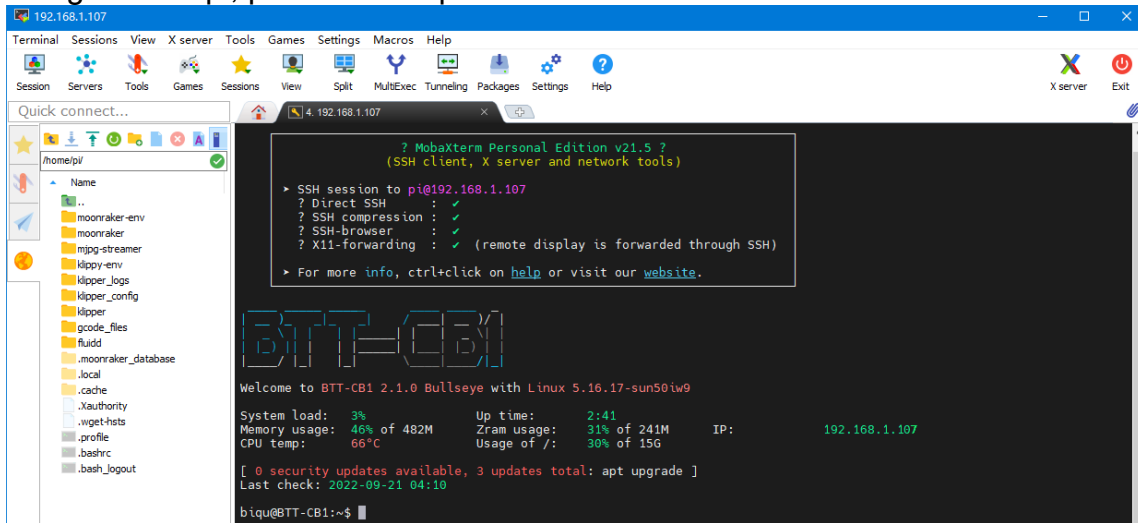 192.168.1.107
Terminal Sessions View X server Tools Games Settings Macros Help
Session Servers Tools Games Sessions View Split MultiExec Tunneling Packages Settings Help X server Exit
Quick connect...
4. 192.168.1.107
/home/pi/
Name
..
moonraker-env
moonraker
mjpg-streamer
klippy-env
klipper_logs
klipper_config
klipper
gcode_files
fluidd
.moonraker_database
.local
.cache
.Xauthority
.wget-hsts
.profile
.bashrc
.bash_logout
? MobaXterm Personal Edition v21.5 ?
(SSH client, X server and network tools)
➤ SSH session to pi@192.168.1.107
? Direct SSH : ✔
? SSH compression : ✔
? SSH-browser : ✔
? X11-forwarding : ✔ (remote display is forwarded through SSH)
➤ For more info, ctrl+click on help or visit our website.
BTT-CB1
Welcome to BTT-CB1 2.1.0 Bullseye with Linux 5.16.17-sun50iw9
System load: 3% Up time: 2:41
Memory usage: 46% of 482M Zram usage: 31% of 241M IP: 192.168.1.107
CPU temp: 66°C Usage of /: 30% of 15G
[ 0 security updates available, 3 updates total: apt upgrade ]
Last check: 2022-09-21 04:10
biqu@BTT-CB1:~$